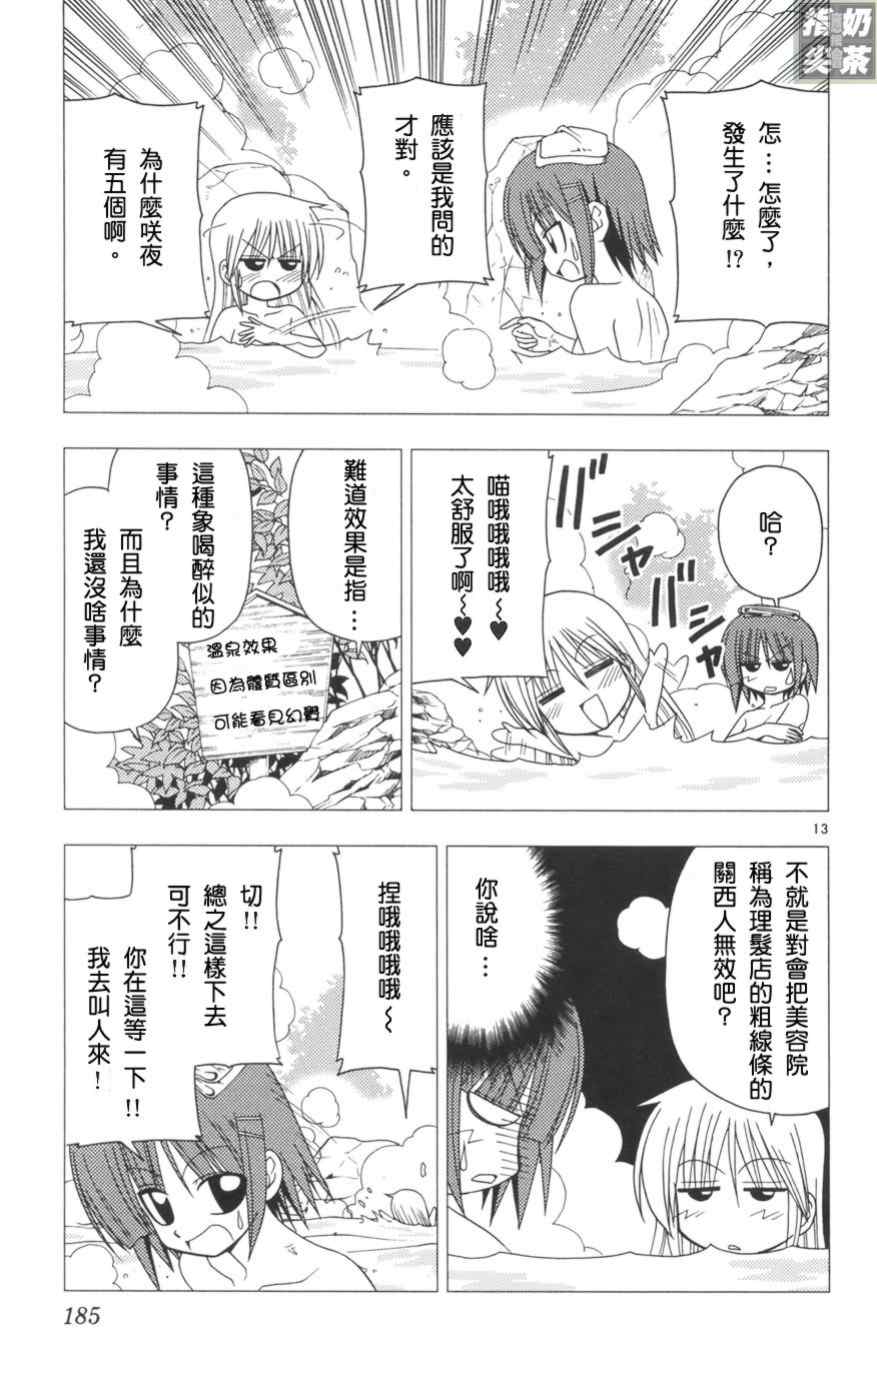 怎…怎麼了，
發生了什麼!?
應該是我問的
才對。
為什麼咲夜
有五個啊。
哈？
喵哦哦哦哦~♥
太舒服了啊~♥♥
シャ
シャ
難道效果是指…
這種象喝醉似的
事情？
而且為什麼
我還沒啥事情？
溫泉效果
因為體質區別
可能看見幻覺
13
不就是對會把美容院
稱為理髮店的粗線條的
關西人無效吧？
你說啥…
捏哦哦哦哦~
切!!
總之這樣下去
可不行!!
你在這等一下!!
我去叫人來！
185
指尖
奶茶